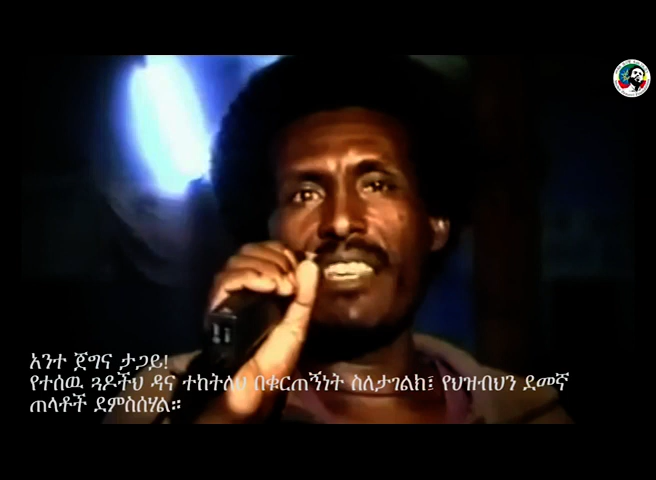 አንተ ጀግና ታጋይ!
የተሰዉ ጓዶችህ ዳና ተከትለህ በቁርጠኝነት ስለታገልክ፤ የህዝብህን ደመኛ
ጠላቶች ደምስሰሃል።